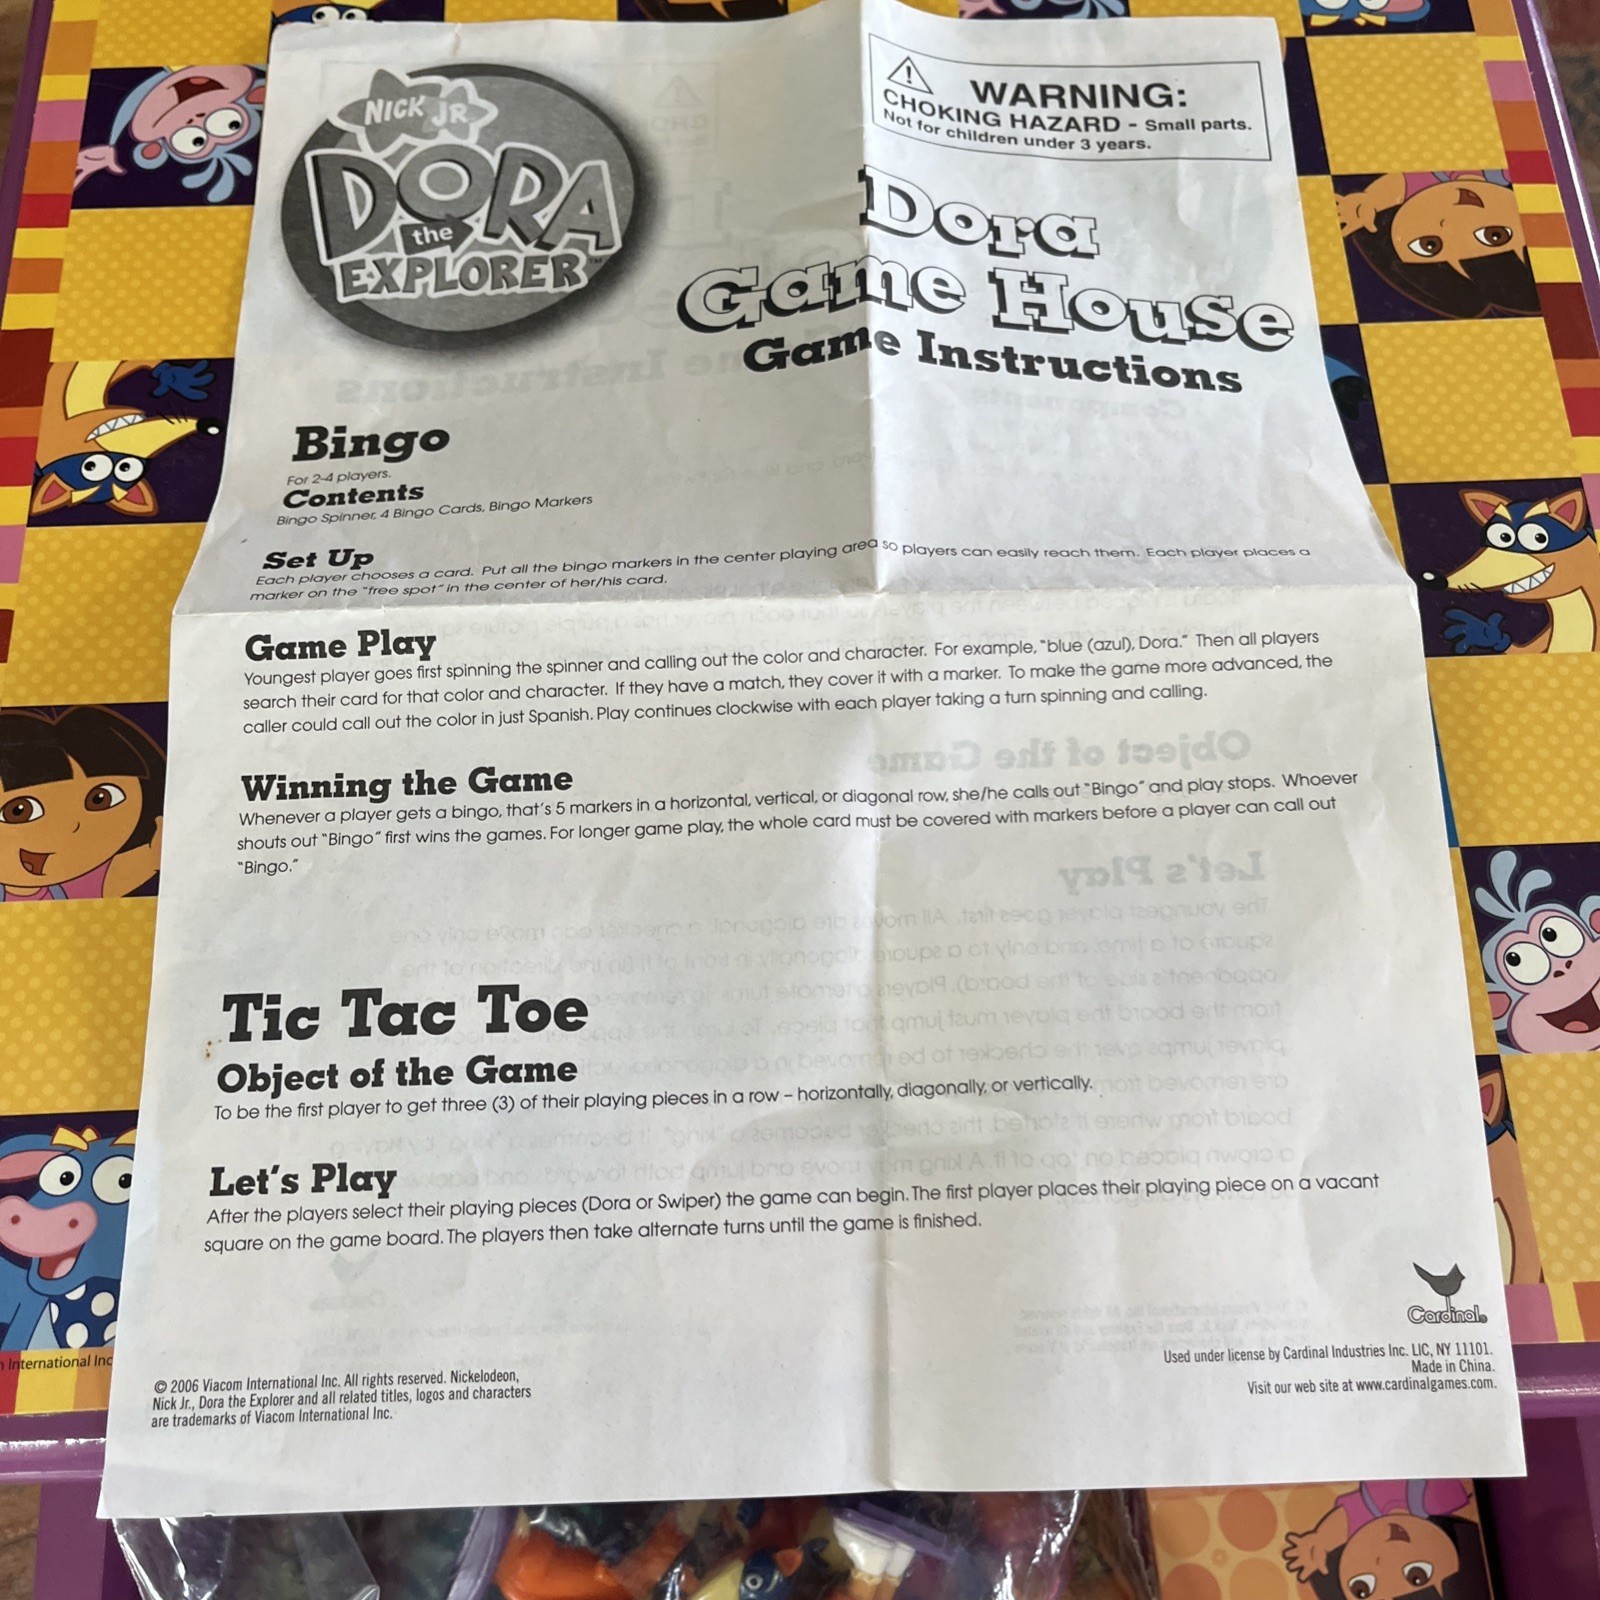 NICK JR.
DORA
the
EXPLORER™
WARNING:
CHOKING HAZARD - Small parts.
Not for children under 3 years.
Dora
Game House
Game Instructions
Bingo
For 2-4 players.
Contents
Bingo Spinner, 4 Bingo Cards, Bingo Markers
Set Up
Each player chooses a card. Put all the bingo markers in the center playing area so players can easily reach them. Each player places a
marker on the "free spot" in the center of her/his card.
Game Play
Youngest player goes first spinning the spinner and calling out the color and character. For example, "blue (azul), Dora." Then all players
search their card for that color and character. If they have a match, they cover it with a marker. To make the game more advanced, the
caller could call out the color in just Spanish. Play continues clockwise with each player taking a turn spinning and calling.
Winning the Game
Whenever a player gets a bingo, that's 5 markers in a horizontal, vertical, or diagonal row, she/he calls out "Bingo" and play stops. Whoever
shouts out "Bingo" first wins the games. For longer game play, the whole card must be covered with markers before a player can call out
"Bingo."
Tic Tac Toe
Object of the Game
To be the first player to get three (3) of their playing pieces in a row – horizontally, diagonally, or vertically.
Let's Play
After the players select their playing pieces (Dora or Swiper) the game can begin. The first player places their playing piece on a vacant
square on the game board. The players then take alternate turns until the game is finished.
Cardinal®
International Inc
© 2006 Viacom International Inc. All rights reserved. Nickelodeon,
Nick Jr., Dora the Explorer and all related titles, logos and characters
are trademarks of Viacom International Inc.
Used under license by Cardinal Industries Inc. LIC, NY 11101.
Made in China.
Visit our web site at www.cardinalgames.com.